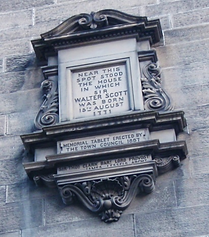 NEAR THIS
SPOT STOOD
THE HOUSE
IN WHICH
SIR
WALTER SCOTT
WAS BORN
15TH AUGUST
1771
MEMORIAL TABLET ERECTED BY
THE TOWN COUNCIL